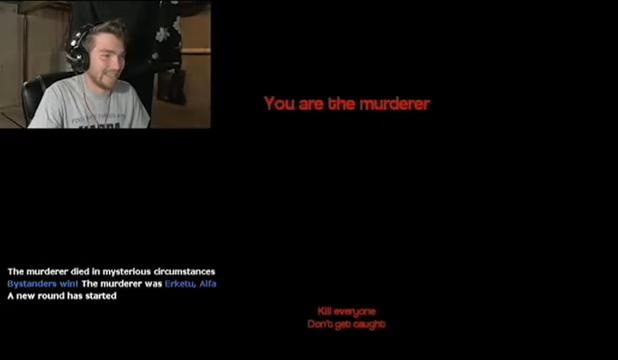 You are the murderer
The murderer died in mysterious circumstances
Bystanders win! The murderer was Erketu, Alfa
A new round has started
Kill everyone
Don't get caught